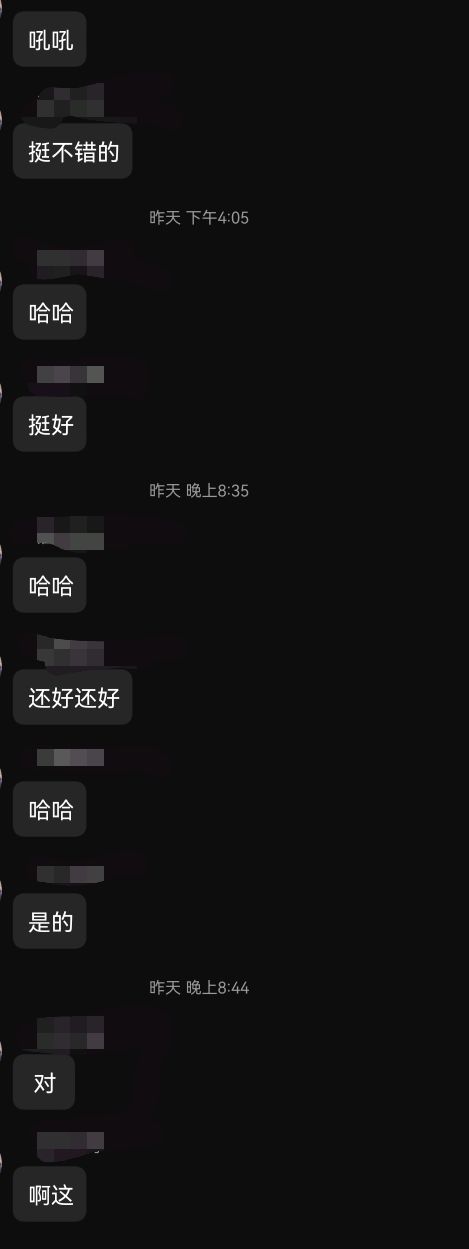 吼吼
挺不错的
昨天 下午4:05
哈哈
挺好
昨天 晚上8:35
哈哈
还好还好
哈哈
是的
昨天 晚上8:44
对
啊这